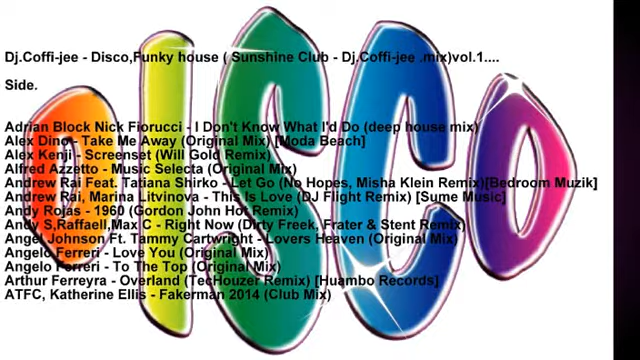 DISCO
Dj.Coffi-jee - Disco,Funky house ( Sunshine Club - Dj.Coffi-jee .mix)vol.1....
Side.
Adrian Block Nick Fiorucci - I Don't Know What I'd Do (deep house mix)
Alex Dino - Take Me Away (Original Mix) [Moda Beach]
Alex Kenji - Screenset (Will Gold Remix)
Alfred Azzetto - Music Selecta (Original Mix)
Andrew Rai Feat. Tatiana Shirko - Let Go (No Hopes, Misha Klein Remix)[Bedroom Muzik]
Andrew Rai, Marina Litvinova - This Is Love (DJ Flight Remix) [Sume Music]
Andy Rojas - 1960 (Gordon John Hot Remix)
Andy S,Raffaell,Max C - Right Now (Dirty Freek, Frater & Stent Remix)
Angel Johnson Ft. Tammy Cartwright - Lovers Heaven (Original Mix)
Angelo Ferreri - Love You (Original Mix)
Angelo Ferreri - To The Top (Original Mix)
Arthur Ferreyra - Overland (TecHouzer Remix) [Huambo Records]
ATFC, Katherine Ellis - Fakerman 2014 (Club Mix)